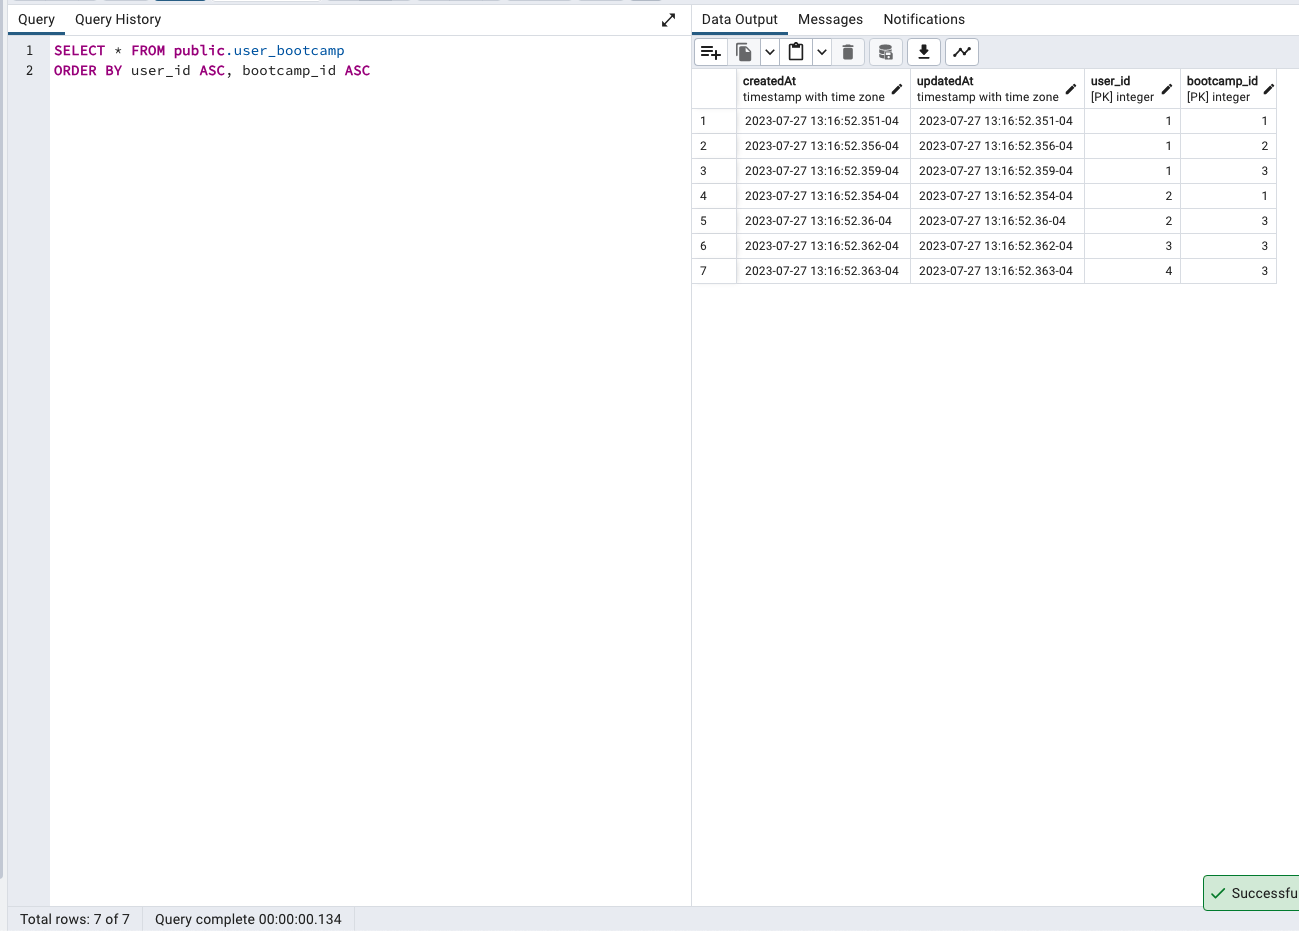 Query Query History
1 SELECT * FROM public.user_bootcamp
2 ORDER BY user_id ASC, bootcamp_id ASC
Data Output Messages Notifications
createdAt updatedAt user_id bootcamp_id
timestamp with time zone timestamp with time zone [PK] integer [PK] integer
1 2023-07-27 13:16:52.351-04 2023-07-27 13:16:52.351-04 1 1
2 2023-07-27 13:16:52.356-04 2023-07-27 13:16:52.356-04 1 2
3 2023-07-27 13:16:52.359-04 2023-07-27 13:16:52.359-04 1 3
4 2023-07-27 13:16:52.354-04 2023-07-27 13:16:52.354-04 2 1
5 2023-07-27 13:16:52.36-04 2023-07-27 13:16:52.36-04 2 3
6 2023-07-27 13:16:52.362-04 2023-07-27 13:16:52.362-04 3 3
7 2023-07-27 13:16:52.363-04 2023-07-27 13:16:52.363-04 4 3
Successfu
Total rows: 7 of 7 Query complete 00:00:00.134